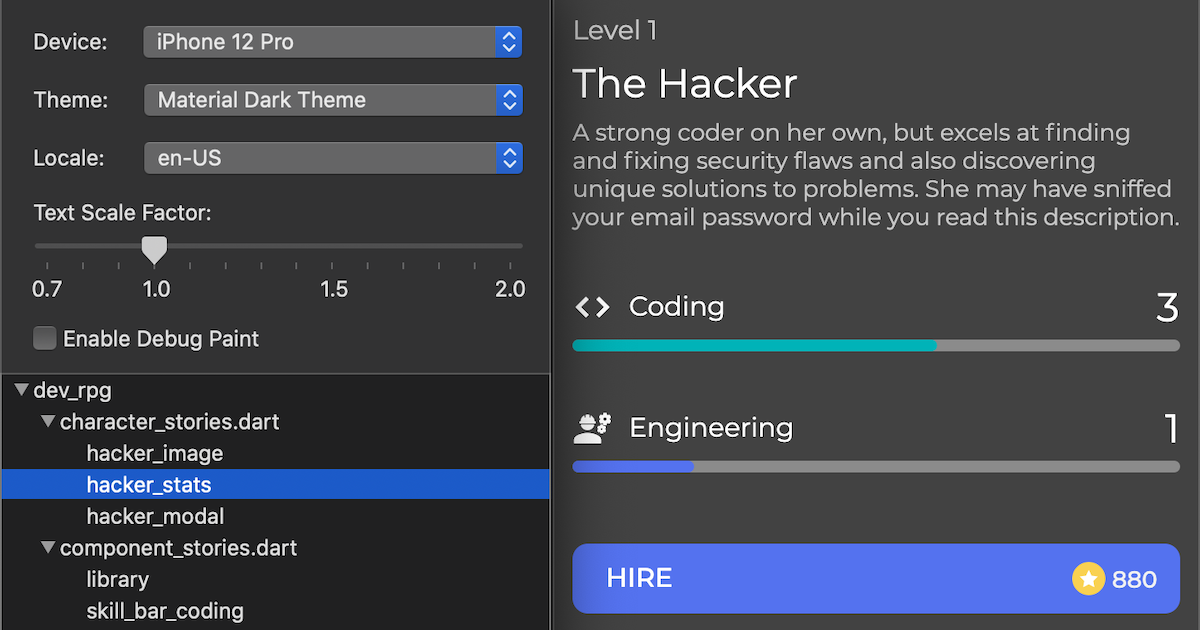 Device:
iPhone 12 Pro
Theme:
Material Dark Theme
Locale:
en-US
Text Scale Factor:
0.7
1.0
1.5
2.0
Enable Debug Paint
dev_rpg
character_stories.dart
hacker_image
hacker_stats
hacker_modal
component_stories.dart
library
skill_bar_coding
Level 1
The Hacker
A strong coder on her own, but excels at finding
and fixing security flaws and also discovering
unique solutions to problems. She may have sniffed
your email password while you read this description.
Coding
3
Engineering
1
HIRE
880